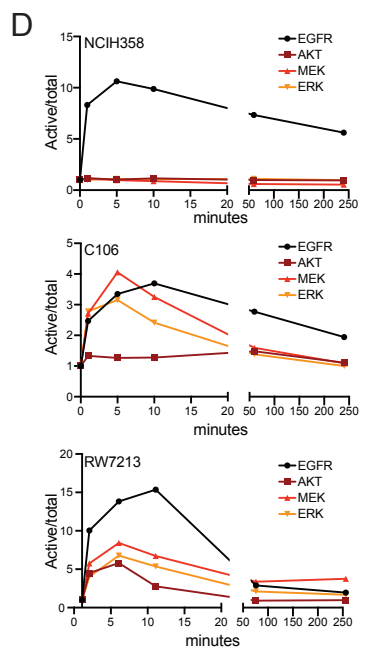 D
NCIH358
EGFR
AKT
MEK
ERK
Active/total
15
10
5
0
0 5 10 15 20 50 100 150 200 250
minutes
C106
EGFR
AKT
MEK
ERK
Active/total
5
4
3
2
1
0
0 5 10 15 20 50 100 150 200 250
minutes
RW7213
EGFR
AKT
MEK
ERK
Active/total
20
15
10
5
0
0 5 10 15 20 50 100 150 200 250 300
minutes